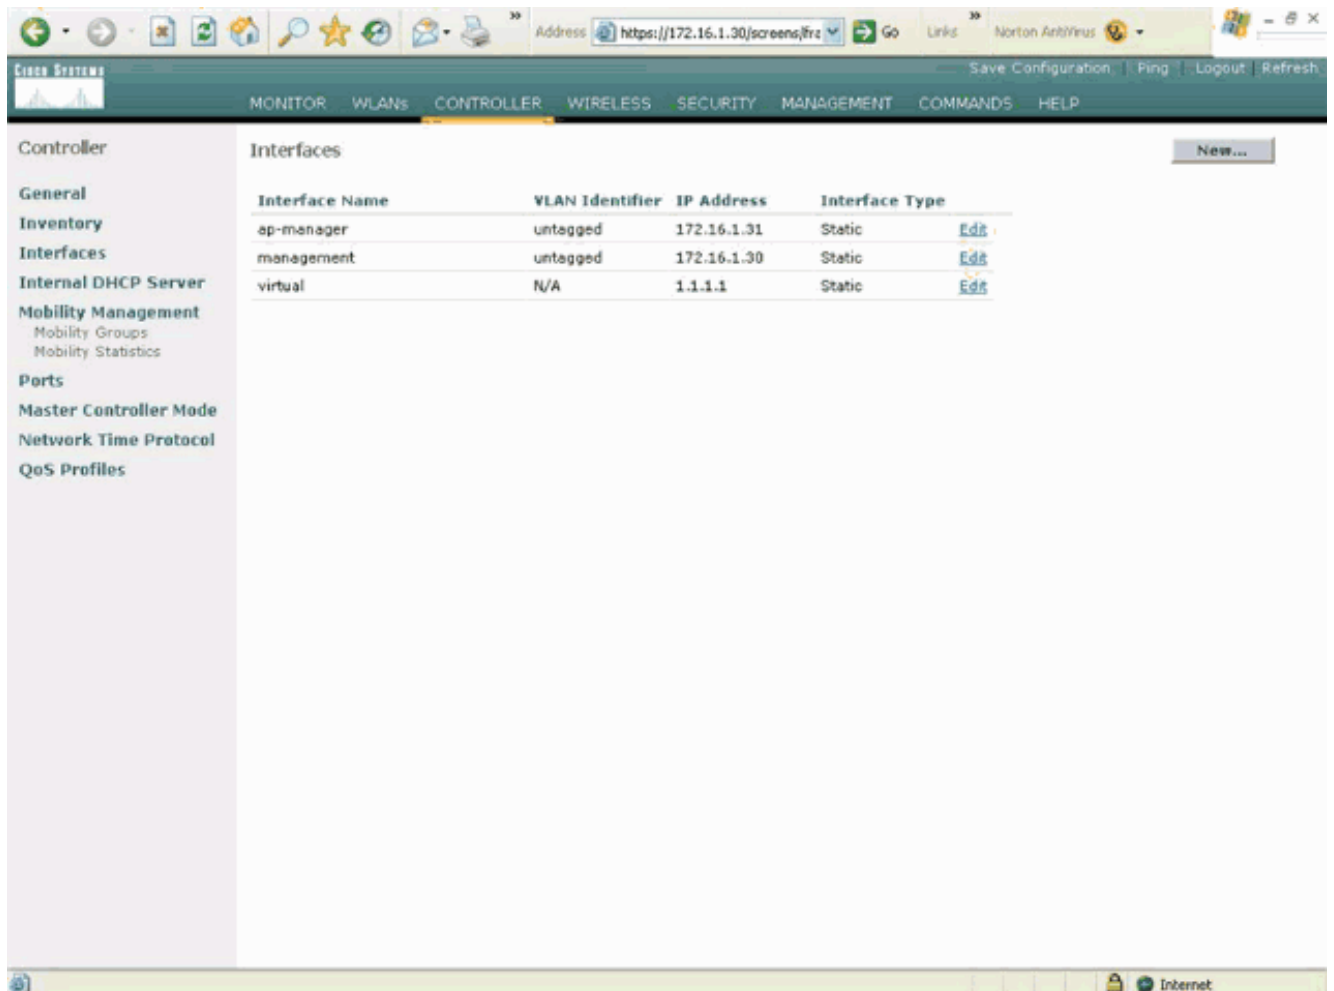 Address https://172.16.1.30/screens/fra Go Links Norton AntiVirus
CISCO SYSTEMS
Save Configuration | Ping | Logout | Refresh
MONITOR WLANs CONTROLLER WIRELESS SECURITY MANAGEMENT COMMANDS HELP
Controller
General
Inventory
Interfaces
Internal DHCP Server
Mobility Management
Mobility Groups
Mobility Statistics
Ports
Master Controller Mode
Network Time Protocol
QoS Profiles
Interfaces
New...
Interface Name VLAN Identifier IP Address Interface Type
ap-manager untagged 172.16.1.31 Static Edit
management untagged 172.16.1.30 Static Edit
virtual N/A 1.1.1.1 Static Edit
Internet